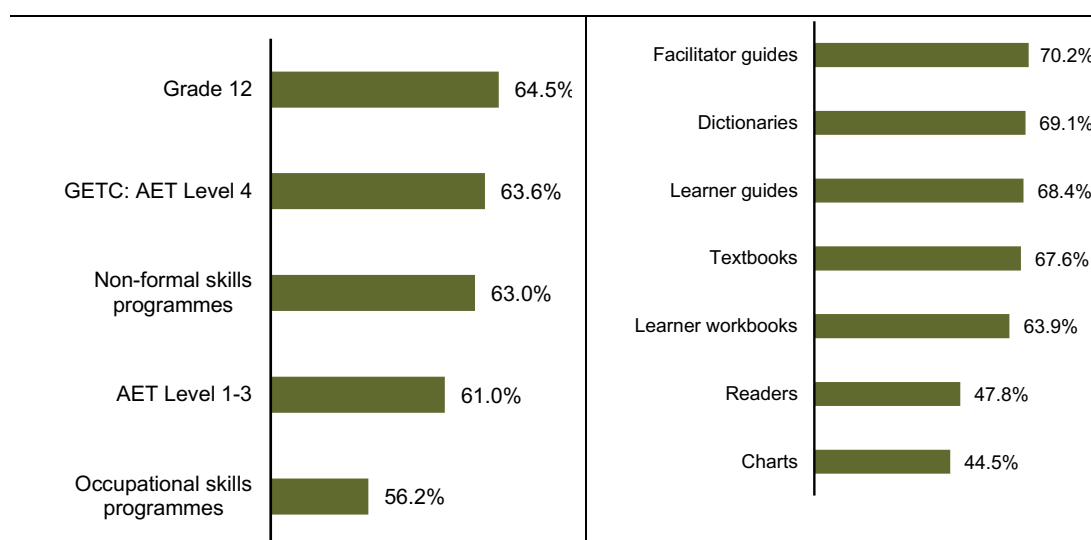 Grade 12
64.5%
GETC: AET Level 4
63.6%
Non-formal skills
programmes
63.0%
AET Level 1-3
61.0%
Occupational skills
programmes
56.2%
Facilitator guides
70.2%
Dictionaries
69.1%
Learner guides
68.4%
Textbooks
67.6%
Learner workbooks
63.9%
Readers
47.8%
Charts
44.5%